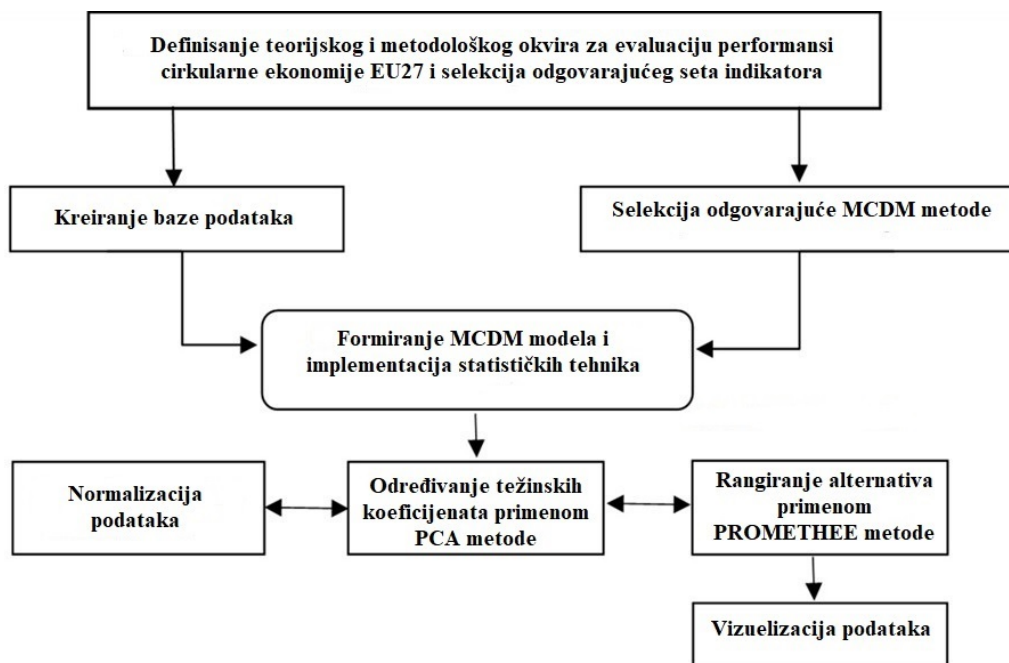 Definisanje teorijskog i metodološkog okvira za evaluaciju performansi
cirkularne ekonomije EU27 i selekcija odgovarajućeg seta indikatora
Kreiranje baze podataka
Selekcija odgovarajuće MCDM metode
Formiranje MCDM modela i
implementacija statističkih tehnika
Normalizacija
podataka
Određivanje težinskih
koeficijenata primenom
PCA metode
Rangiranje alternativa
primenom
PROMETHEE metode
Vizuelizacija podataka